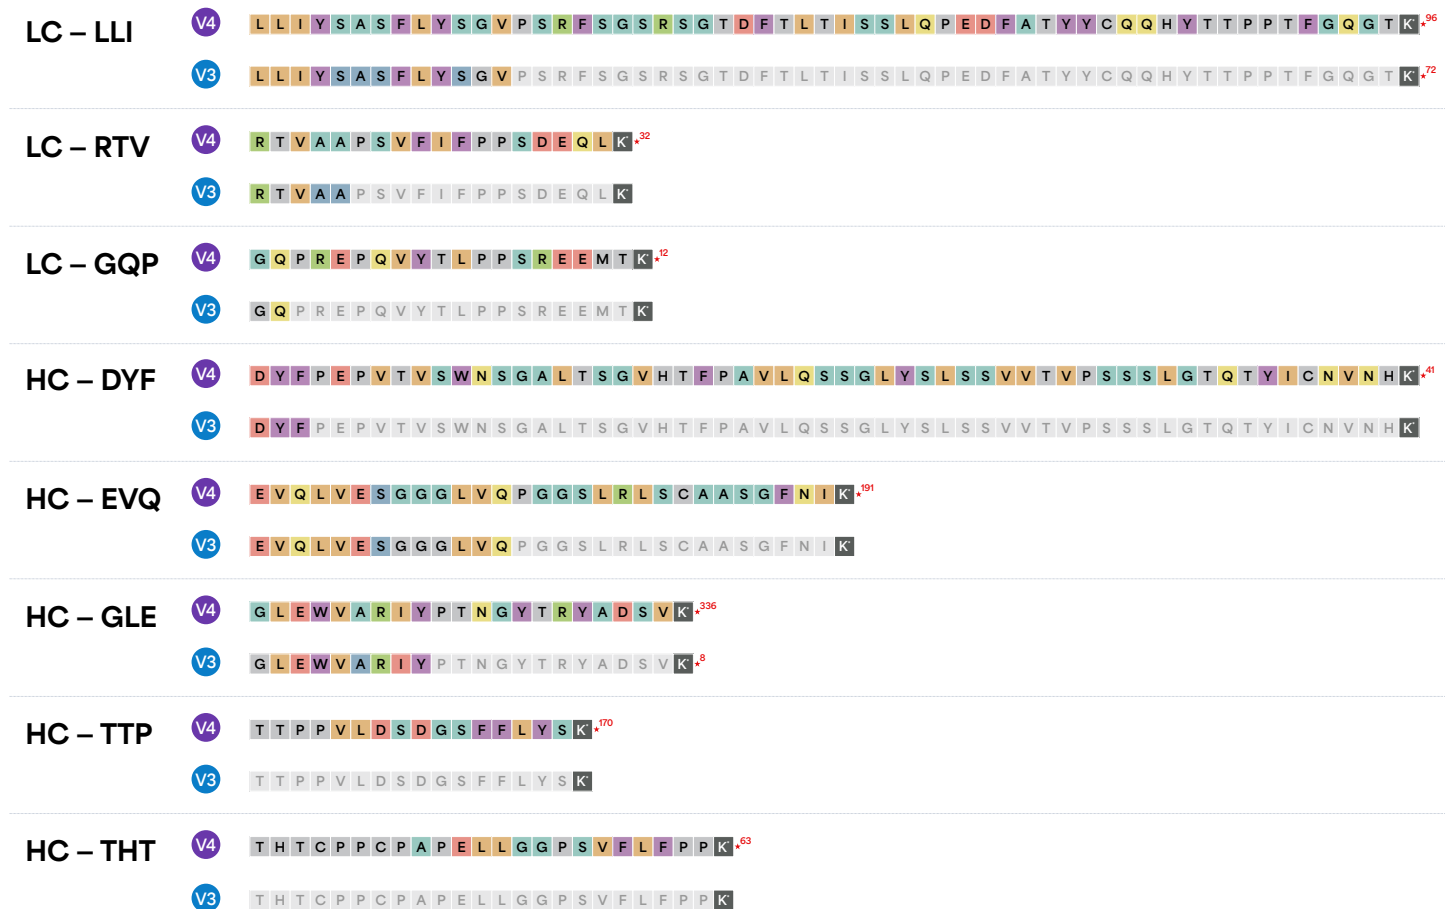 LC – LLI
V4 L L I Y S A S F L Y S G V P S R F S G S R S G T D F T L T I S S L Q P E D F A T Y Y C Q Q H Y T T P P T F G Q G T K* ★96
V3 L L I Y S A S F L Y S G V P S R F S G S R S G T D F T L T I S S L Q P E D F A T Y Y C Q Q H Y T T P P T F G Q G T K* ★72
LC – RTV
V4 R T V A A P S V F I F P P S D E Q L K* ★32
V3 R T V A A P S V F I F P P S D E Q L K*
LC – GQP
V4 G Q P R E P Q V Y T L P P S R E E M T K* ★12
V3 G Q P R E P Q V Y T L P P S R E E M T K*
HC – DYF
V4 D Y F P E P V T V S W N S G A L T S G V H T F P A V L Q S S G L Y S L S S V V T V P S S S L G T Q T Y I C N V N H K* ★41
V3 D Y F P E P V T V S W N S G A L T S G V H T F P A V L Q S S G L Y S L S S V V T V P S S S L G T Q T Y I C N V N H K*
HC – EVQ
V4 E V Q L V E S G G G L V Q P G G S L R L S C A A S G F N I K* ★191
V3 E V Q L V E S G G G L V Q P G G S L R L S C A A S G F N I K*
HC – GLE
V4 G L E W V A R I Y P T N G Y T R Y A D S V K* ★336
V3 G L E W V A R I Y P T N G Y T R Y A D S V K* ★8
HC – TTP
V4 T T P P V L D S D G S F F L Y S K* ★170
V3 T T P P V L D S D G S F F L Y S K*
HC – THT
V4 T H T C P P C P A P E L L G G P S V F L F P P K* ★63
V3 T H T C P P C P A P E L L G G P S V F L F P P K*